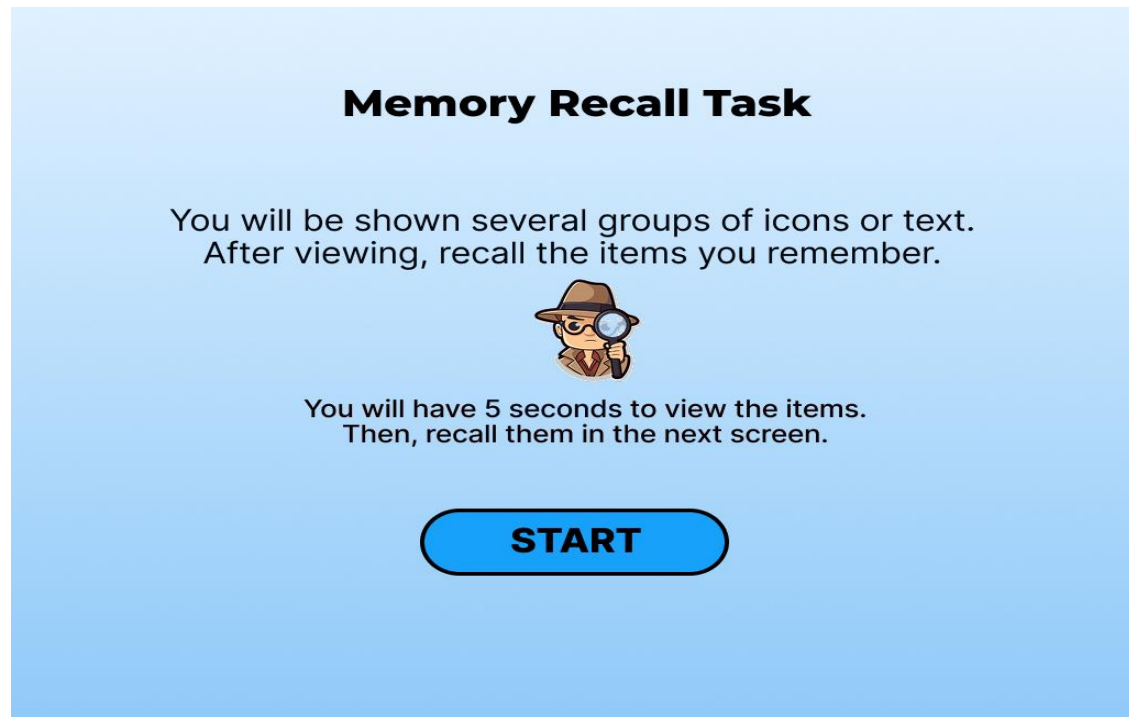 Memory Recall Task
You will be shown several groups of icons or text.
After viewing, recall the items you remember.
You will have 5 seconds to view the items.
Then, recall them in the next screen.
START